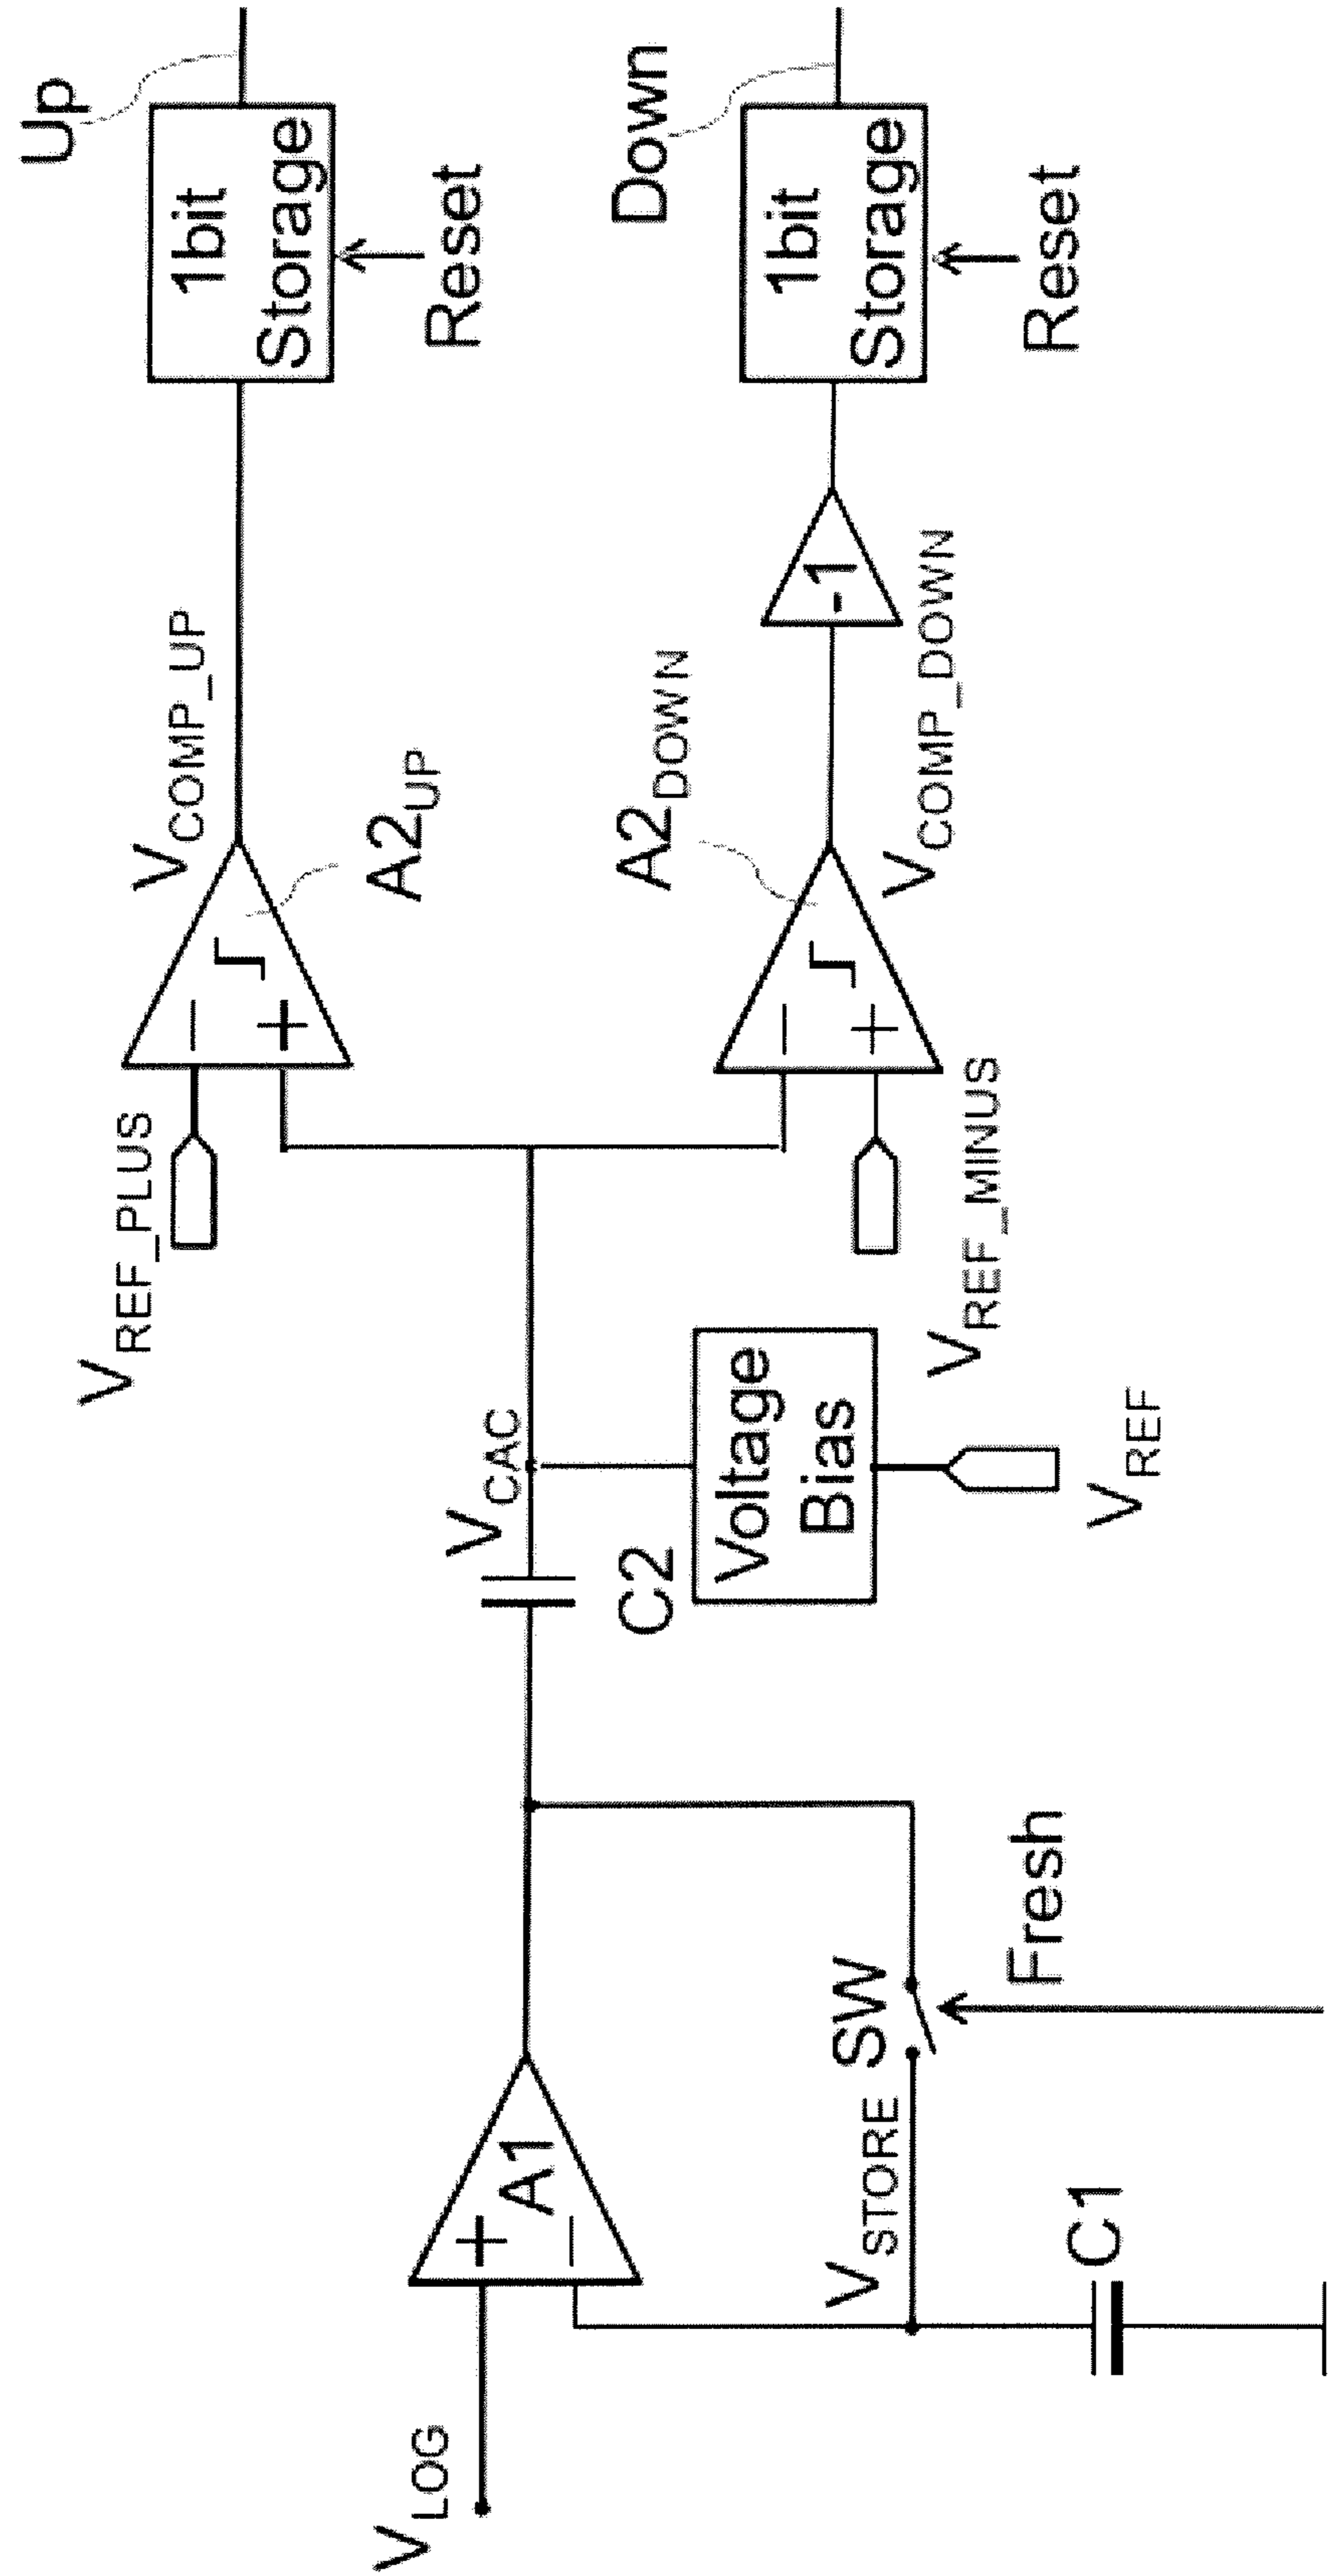 Up
Down
1bit
Storage
1bit
Storage
Reset
Reset
V_COMP_UP
-1
A2_UP
A2_DOWN
V_COMP_DOWN
−
+
−
+
V_REF_PLUS
V_REF_MINUS
V_CAC
Voltage
Bias
V_REF
C2
Fresh
SW
A1
+
−
V_STORE
C1
V_LOG